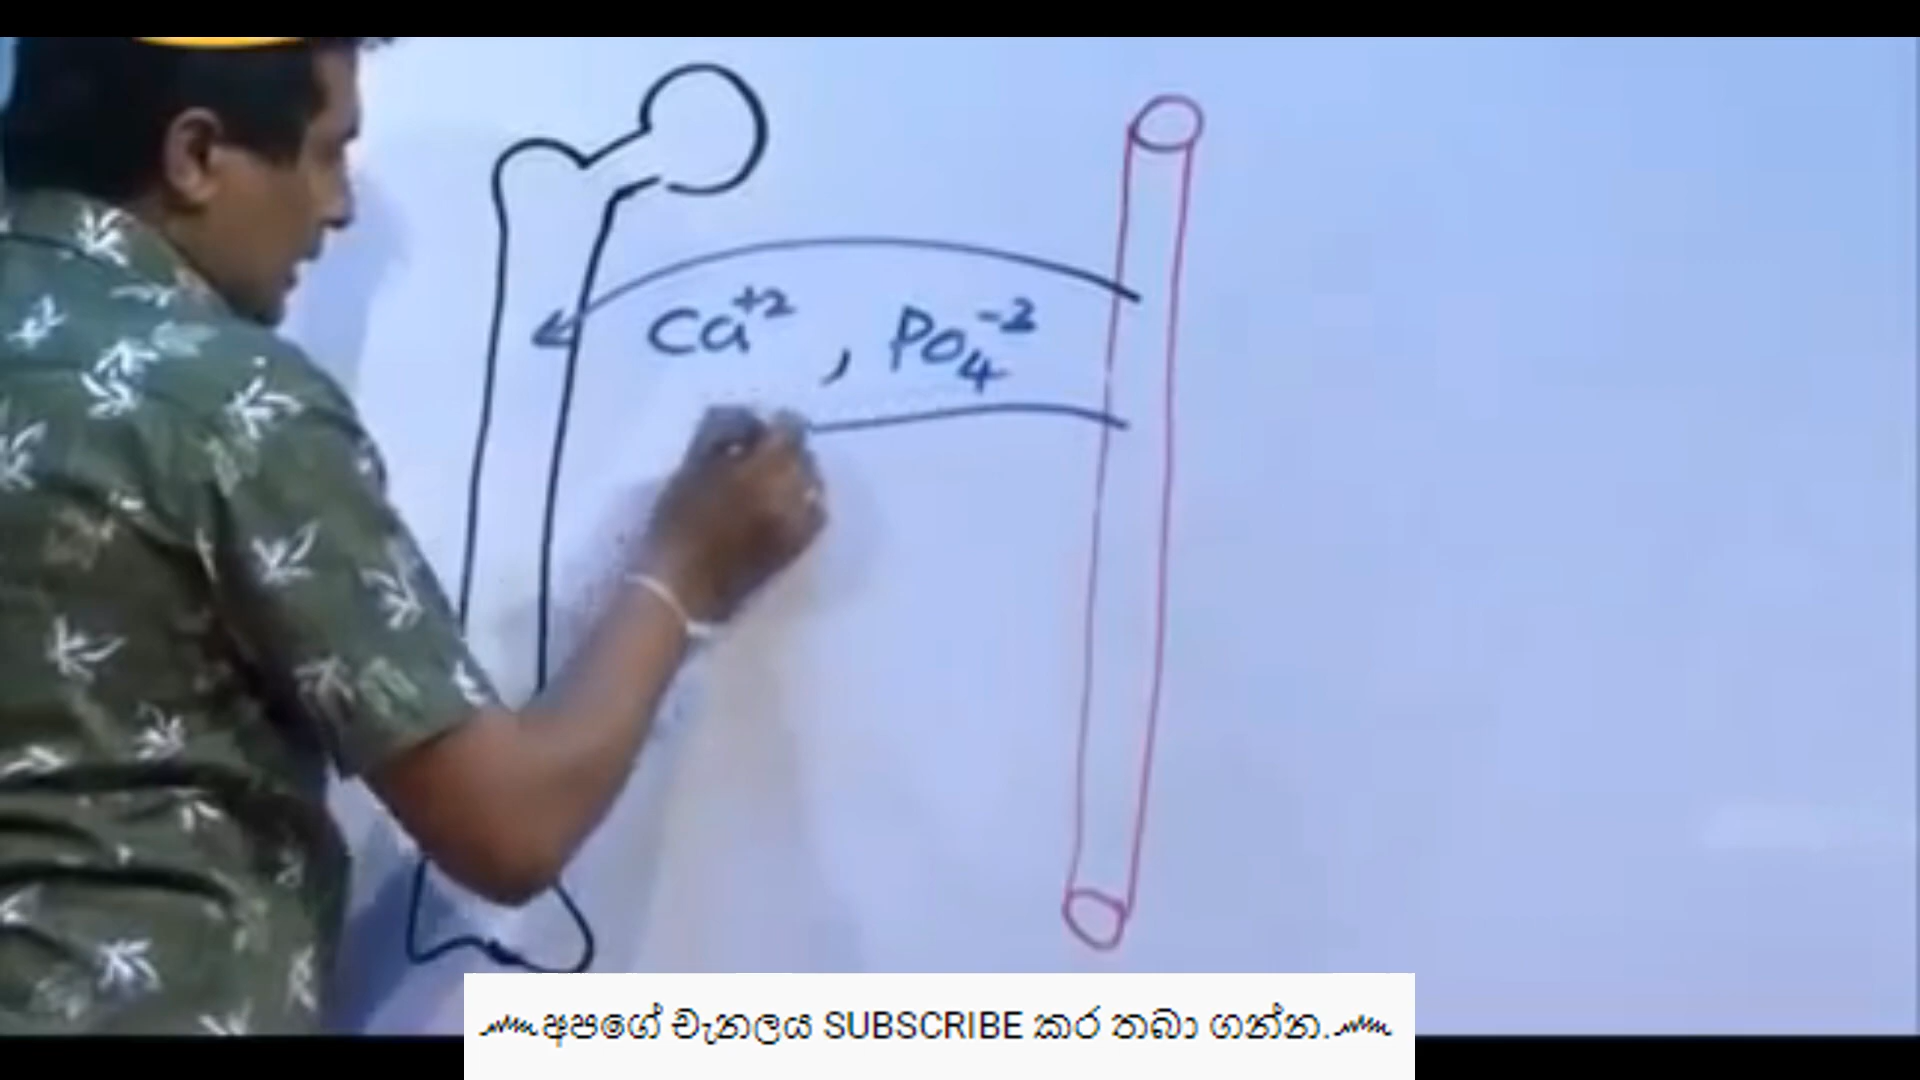 Ca⁺² , Po₄⁻²
අපගේ චැනලය SUBSCRIBE කර තබා ගන්න.